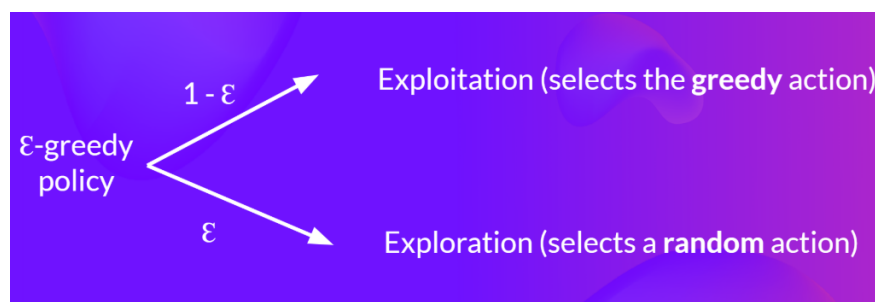 1 - Ɛ
Exploitation (selects the greedy action)
Ɛ-greedy
policy
Ɛ
Exploration (selects a random action)